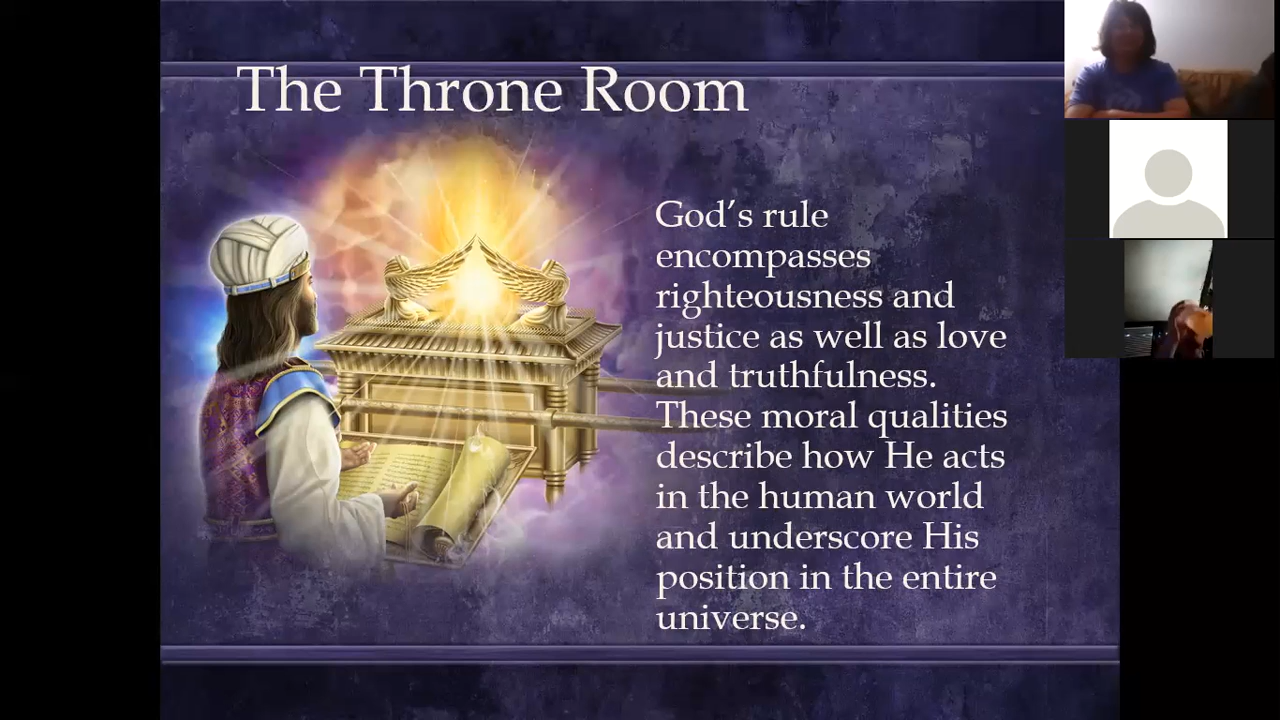 The Throne Room
God's rule
encompasses
righteousness and
justice as well as love
and truthfulness.
These moral qualities
describe how He acts
in the human world
and underscore His
position in the entire
universe.